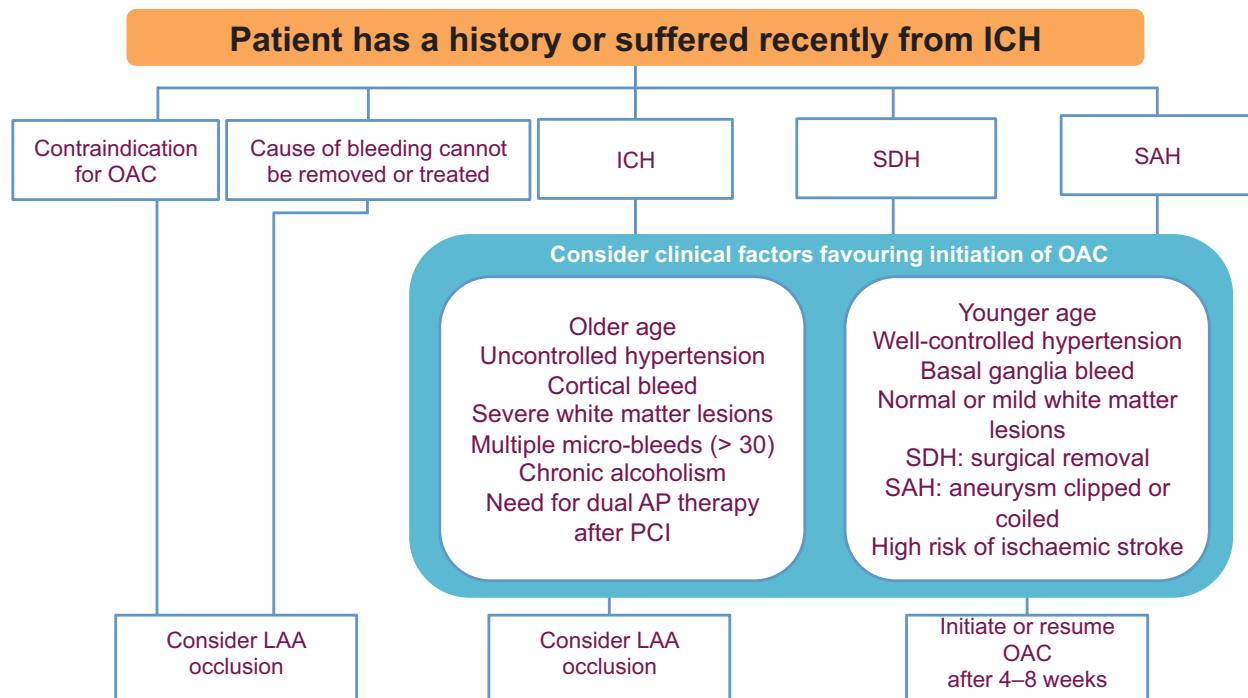 Patient has a history or suffered recently from ICH
Contraindication
for OAC
Cause of bleeding cannot
be removed or treated
ICH
SDH
SAH
Consider clinical factors favouring initiation of OAC
Older age
Uncontrolled hypertension
Cortical bleed
Severe white matter lesions
Multiple micro-bleeds (> 30)
Chronic alcoholism
Need for dual AP therapy
after PCI
Younger age
Well-controlled hypertension
Basal ganglia bleed
Normal or mild white matter
lesions
SDH: surgical removal
SAH: aneurysm clipped or
coiled
High risk of ischaemic stroke
Consider LAA
occlusion
Consider LAA
occlusion
Initiate or resume
OAC
after 4–8 weeks